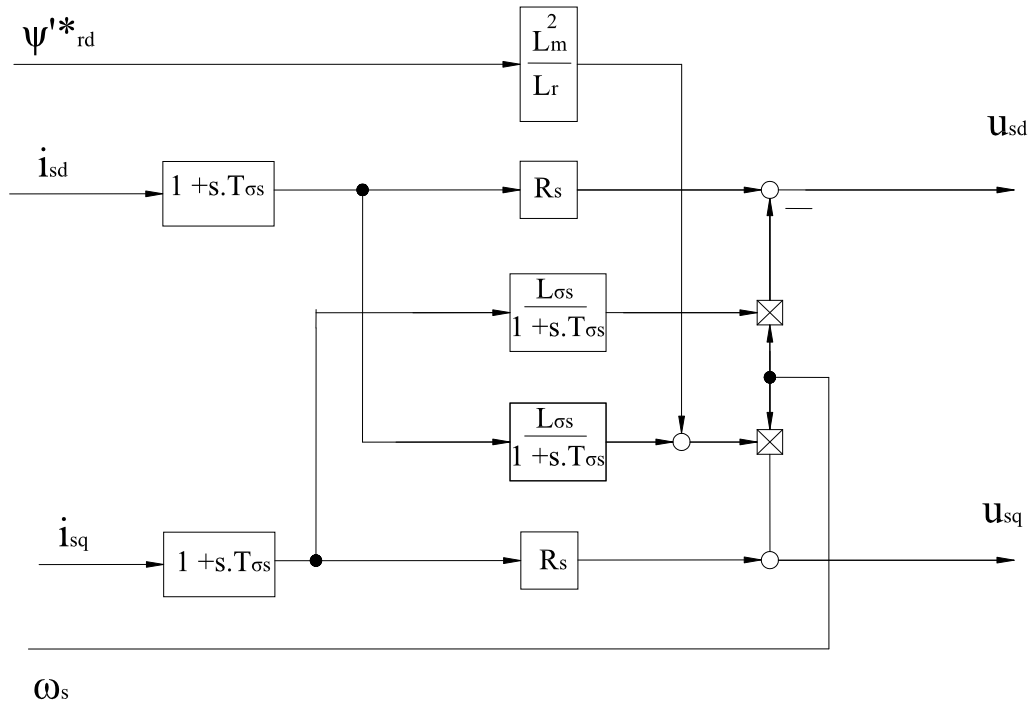 ψ'*rd
L²m
Lr
usd
isd
1 +s.Tσs
Rs
—
Lσs
1 +s.Tσs
Lσs
1 +s.Tσs
isq
1 +s.Tσs
Rs
usq
ωs